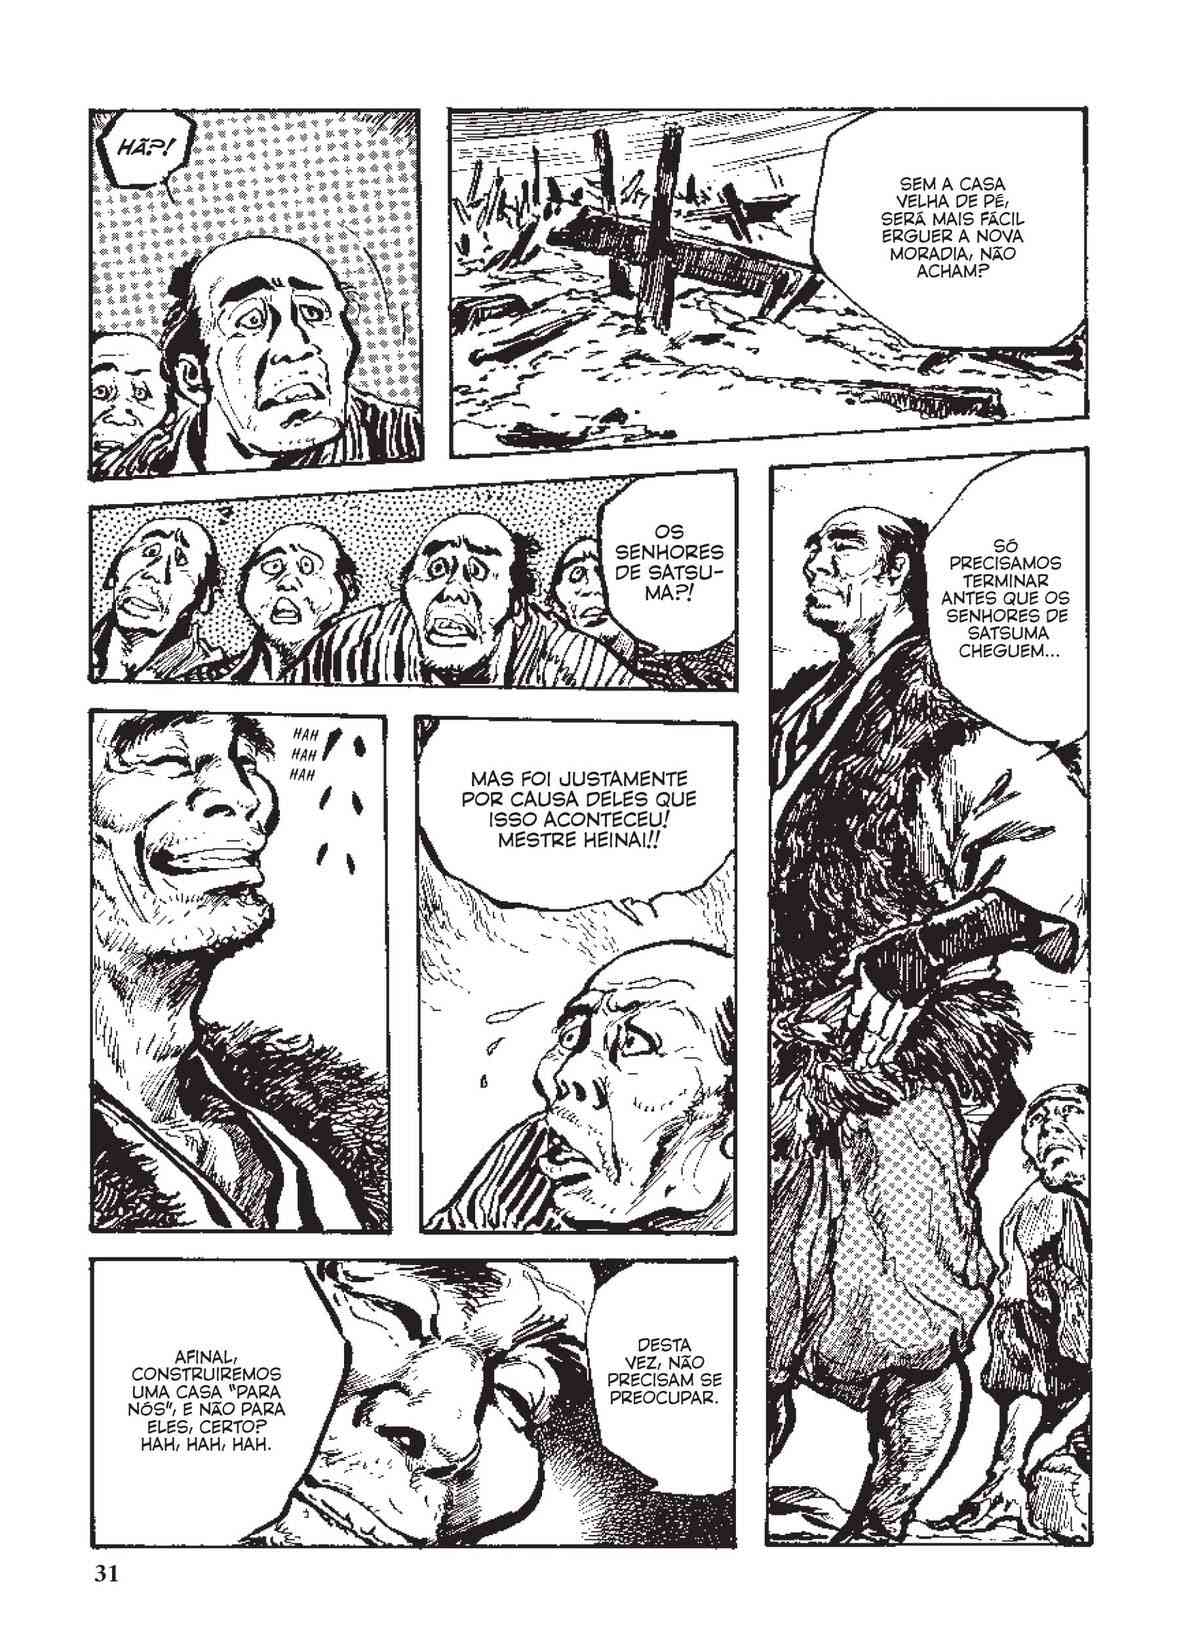 SEM A CASA
VELHA DE PÉ,
SERÁ MAIS FÁCIL
ERGUER A NOVA
MORADIA, NÃO
ACHAM?
HÃ?!
SÓ
PRECISAMOS
TERMINAR
ANTES QUE OS
SENHORES DE
SATSUMA
CHEGUEM...
OS
SENHORES
DE SATSU-
MA?!
MAS FOI JUSTAMENTE
POR CAUSA DELES QUE
ISSO ACONTECEU!
MESTRE HEINAI!!
HAH
HAH
HAH
DESTA
VEZ, NÃO
PRECISAM SE
PREOCUPAR.
AFINAL,
CONSTRUIREMOS
UMA CASA "PARA
NÓS", E NÃO PARA
ELES, CERTO?
HAH, HAH, HAH.
31